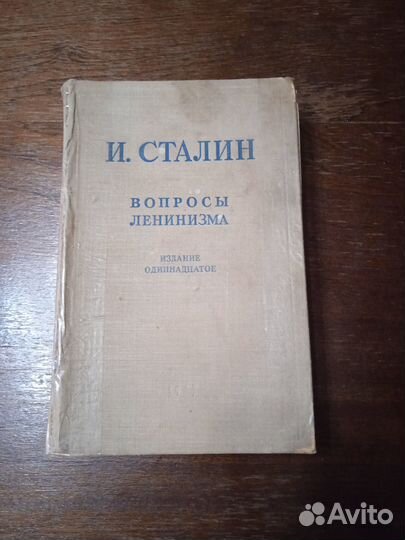 И. СТАЛИН
ВОПРОСЫ
ЛЕНИНИЗМА
ИЗДАНИЕ
ОДИННАДЦАТОЕ
Avito